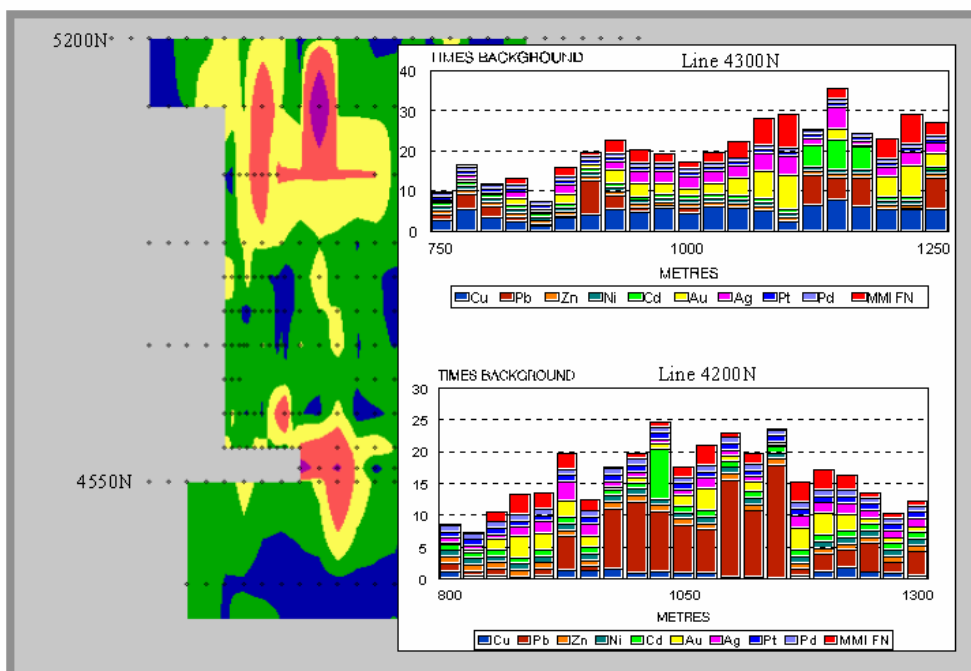 5200N
4550N
TIMES BACKGROUND Line 4300N
40
30
20
10
0
750 1000 1250
METRES
Cu Pb Zn Ni Cd Au Ag Pt Pd MMI FN
TIMES BACKGROUND Line 4200N
30
25
20
15
10
5
0
800 1050 1300
METRES
Cu Pb Zn Ni Cd Au Ag Pt Pd MMI FN